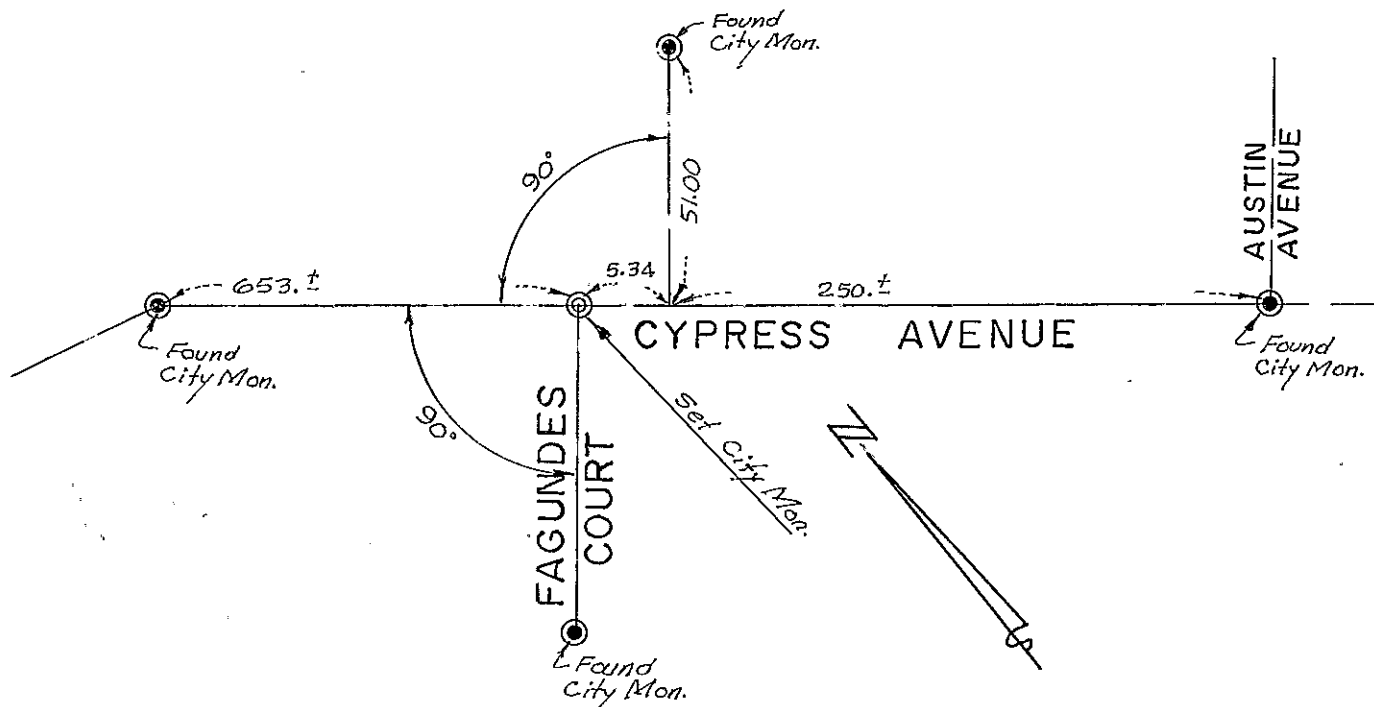 Found
City Mon.
90°
51.00
AUSTIN
AVENUE
653.±
5.34
250.±
CYPRESS AVENUE
Found
City Mon.
Found
City Mon.
90°
FAGUNDES
COURT
Set City Mon.
N
S
Found
City Mon.